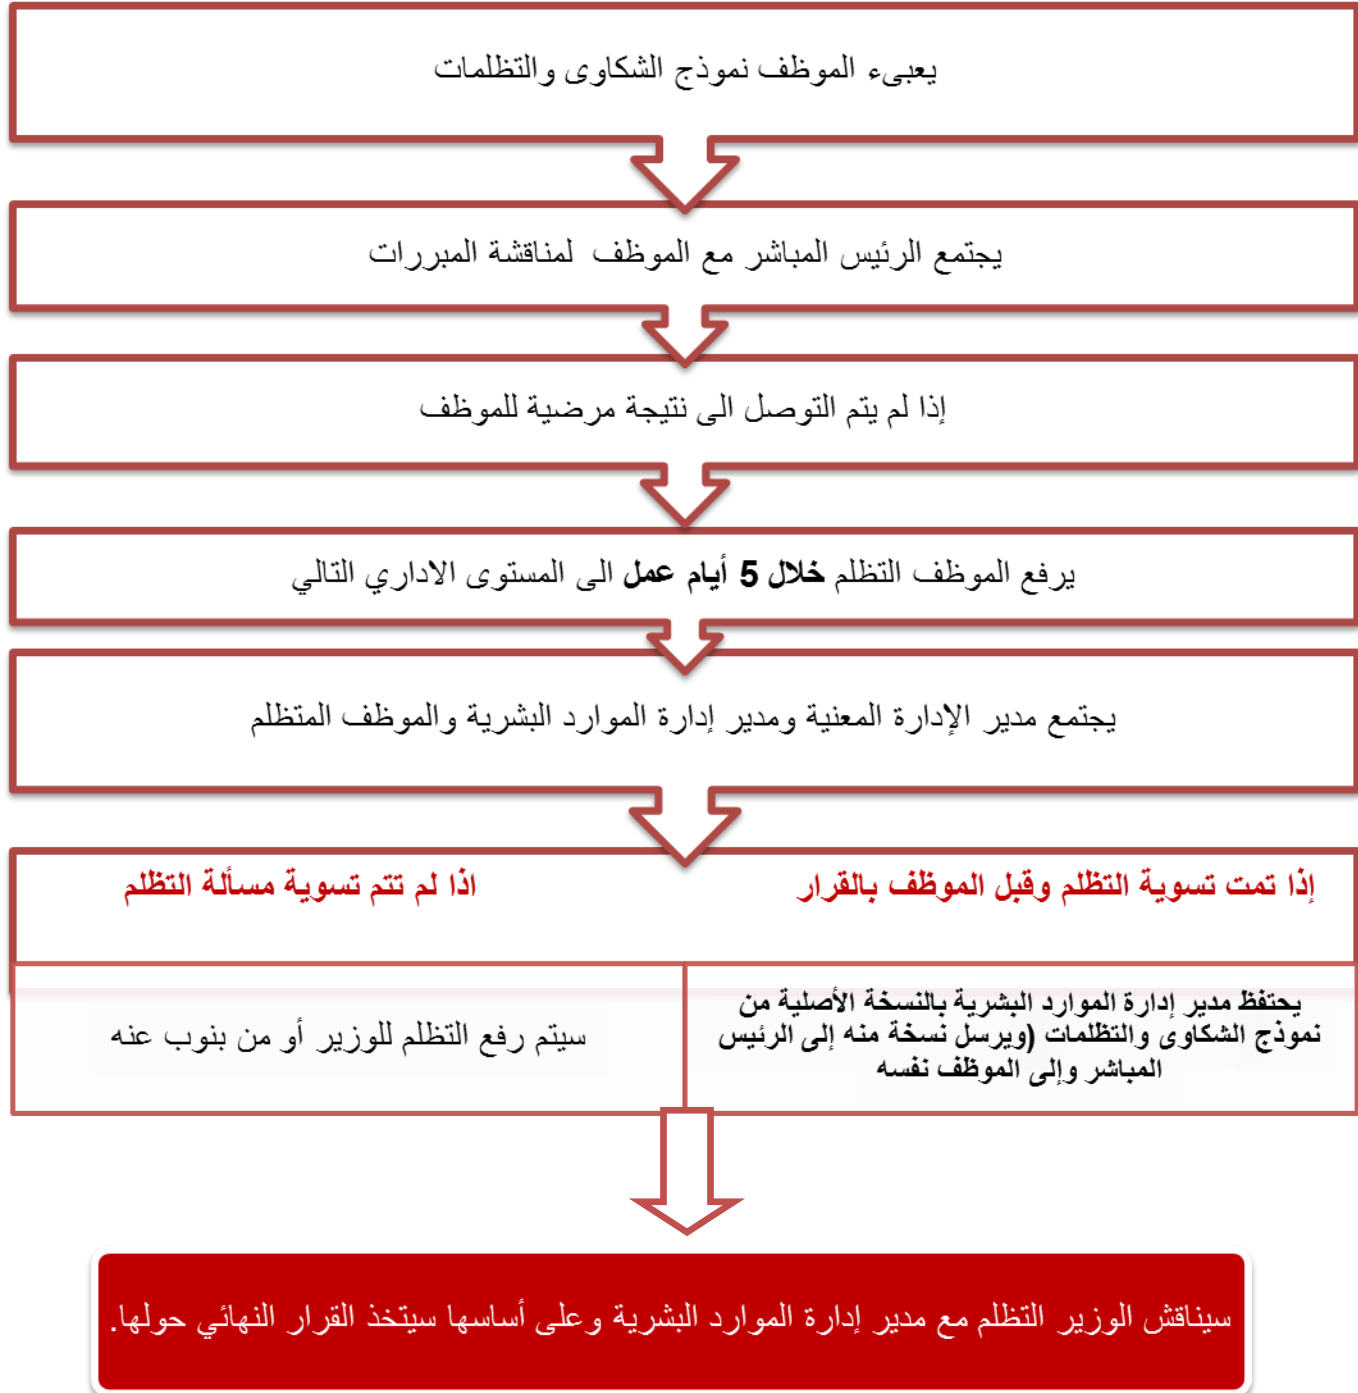 يعبىء الموظف نموذج الشكاوى والتظلمات
يجتمع الرئيس المباشر مع الموظف لمناقشة المبررات
إذا لم يتم التوصل الى نتيجة مرضية للموظف
يرفع الموظف التظلم خلال 5 أيام عمل الى المستوى الاداري التالي
يجتمع مدير الإدارة المعنية ومدير إدارة الموارد البشرية والموظف المتظلم
إذا تمت تسوية التظلم وقبل الموظف بالقرار
اذا لم تتم تسوية مسألة التظلم
يحتفظ مدير إدارة الموارد البشرية بالنسخة الأصلية من
نموذج الشكاوى والتظلمات (ويرسل نسخة منه إلى الرئيس
المباشر وإلى الموظف نفسه
سيتم رفع التظلم للوزير أو من بنوب عنه
سيناقش الوزير التظلم مع مدير إدارة الموارد البشرية وعلى أساسها سيتخذ القرار النهائي حولها.